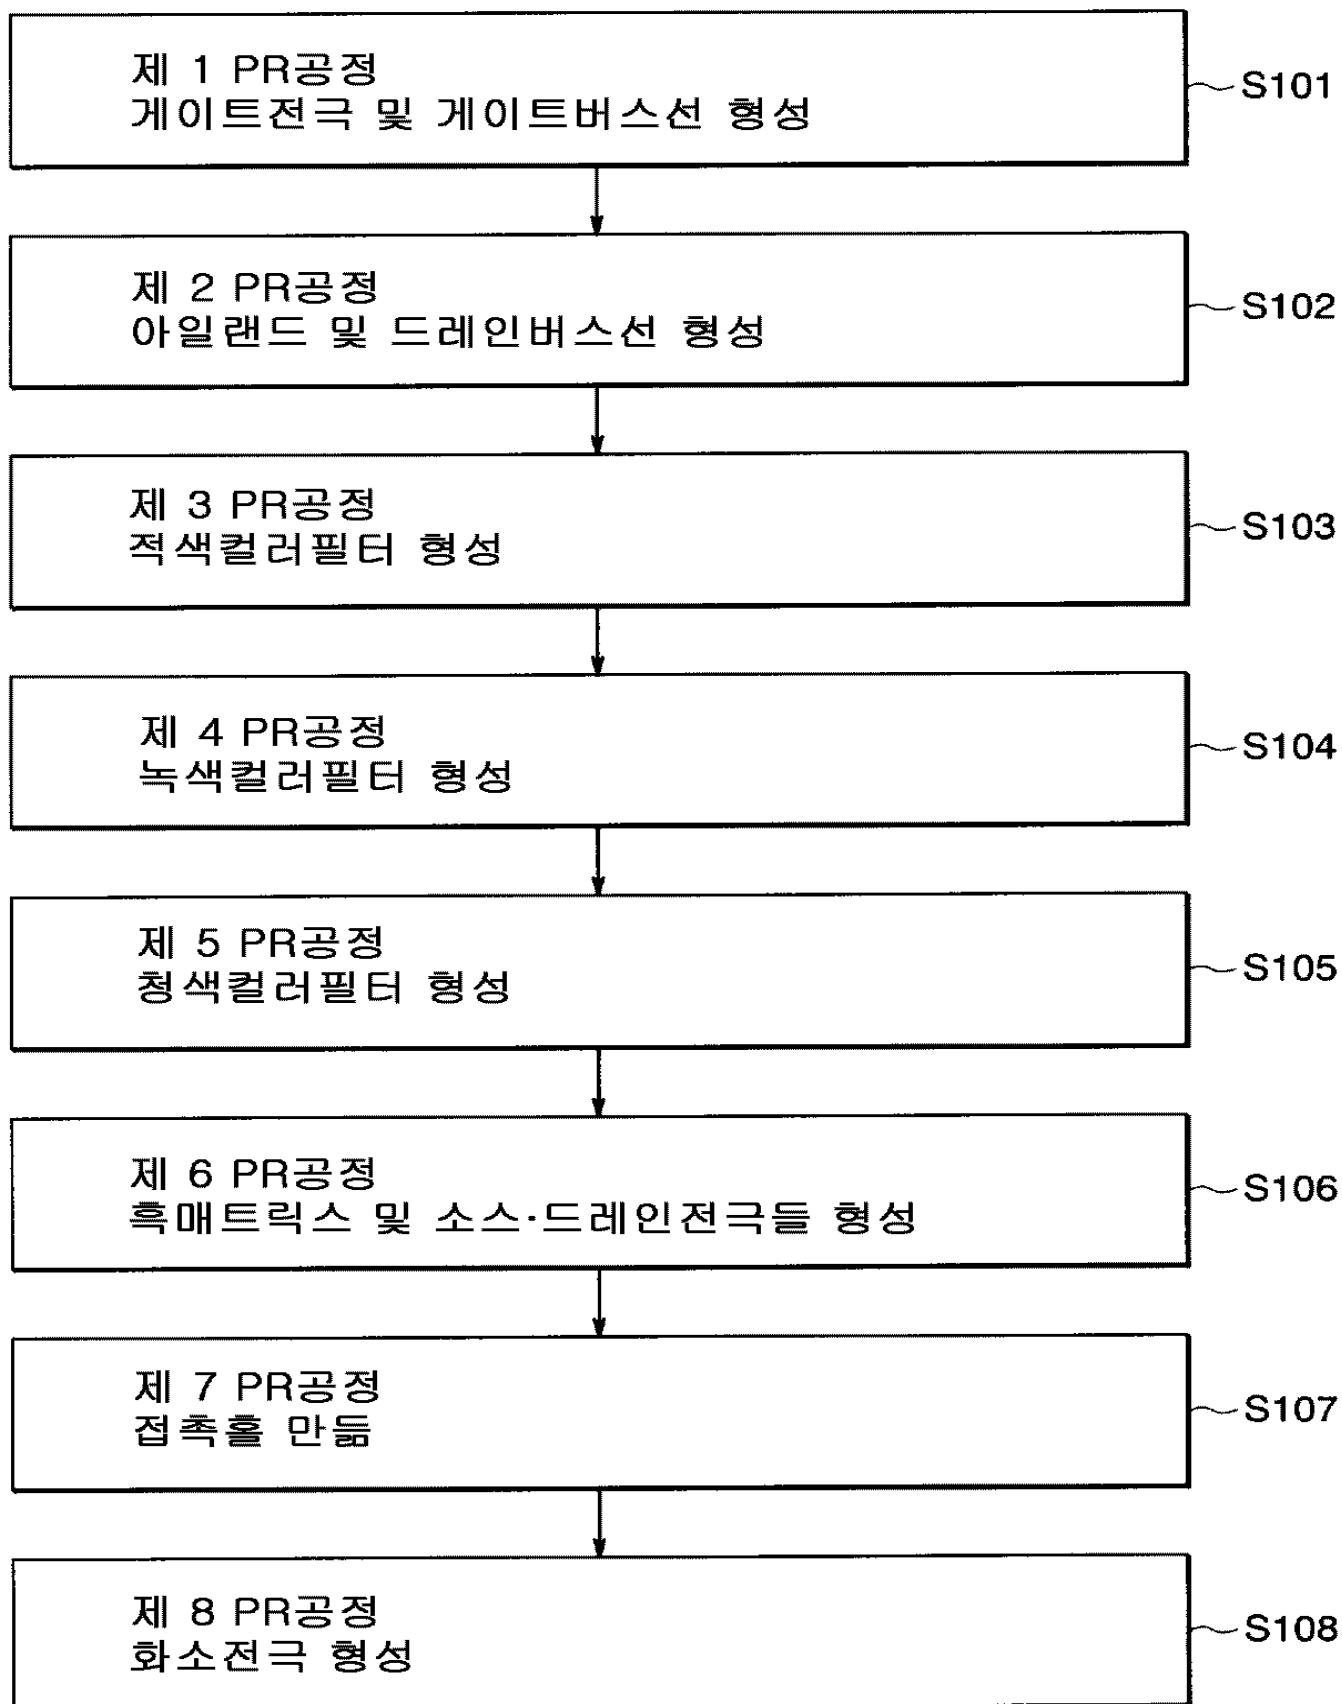 제 1 PR공정
게이트전극 및 게이트버스선 형성
S101
제 2 PR공정
아일랜드 및 드레인버스선 형성
S102
제 3 PR공정
적색컬러필터 형성
S103
제 4 PR공정
녹색컬러필터 형성
S104
제 5 PR공정
청색컬러필터 형성
S105
제 6 PR공정
흑매트릭스 및 소스·드레인전극들 형성
S106
제 7 PR공정
접촉홀 만듦
S107
제 8 PR공정
화소전극 형성
S108